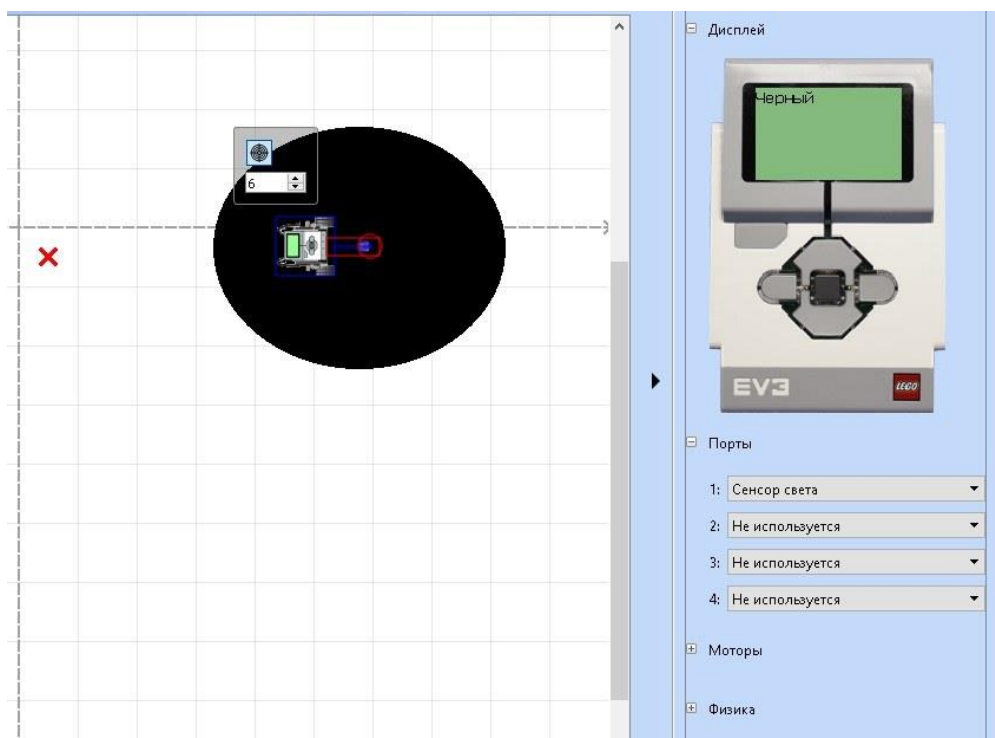 Дисплей
Черный
6
EV3
LEGO
Порты
1: Сенсор света
2: Не используется
3: Не используется
4: Не используется
Моторы
Физика